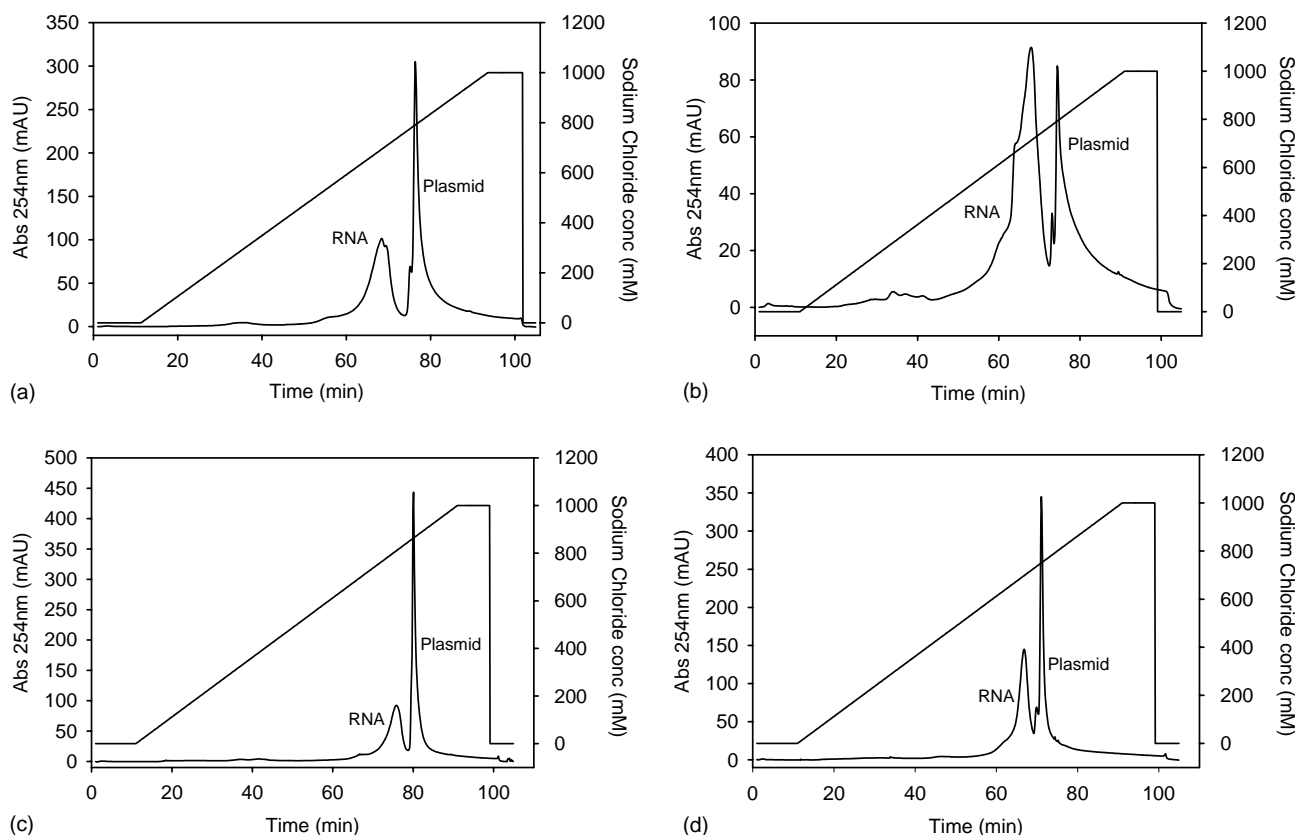 350
300
250
200
150
100
50
0
Abs 254nm (mAU)
1200
1000
800
600
400
200
0
Sodium Chloride conc (mM)
RNA
Plasmid
0 20 40 60 80 100
Time (min)
(a)
100
80
60
40
20
0
Abs 254nm (mAU)
1200
1000
800
600
400
200
0
Sodium Chloride conc (mM)
RNA
Plasmid
0 20 40 60 80 100
Time (min)
(b)
500
450
400
350
300
250
200
150
100
50
0
Abs 254nm (mAU)
1200
1000
800
600
400
200
0
Sodium Chloride conc (mM)
RNA
Plasmid
0 20 40 60 80 100
Time (min)
(c)
400
350
300
250
200
150
100
50
0
Abs 254nm (mAU)
1200
1000
800
600
400
200
0
Sodium Chloride conc (mM)
RNA
Plasmid
0 20 40 60 80 100
Time (min)
(d)